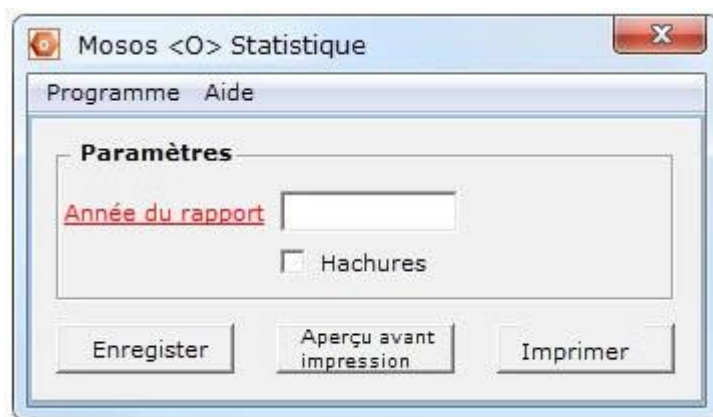 Mosos <O> Statistique
Programme Aide
Paramètres
Année du rapport
Hachures
Enregister
Aperçu avant
impression
Imprimer